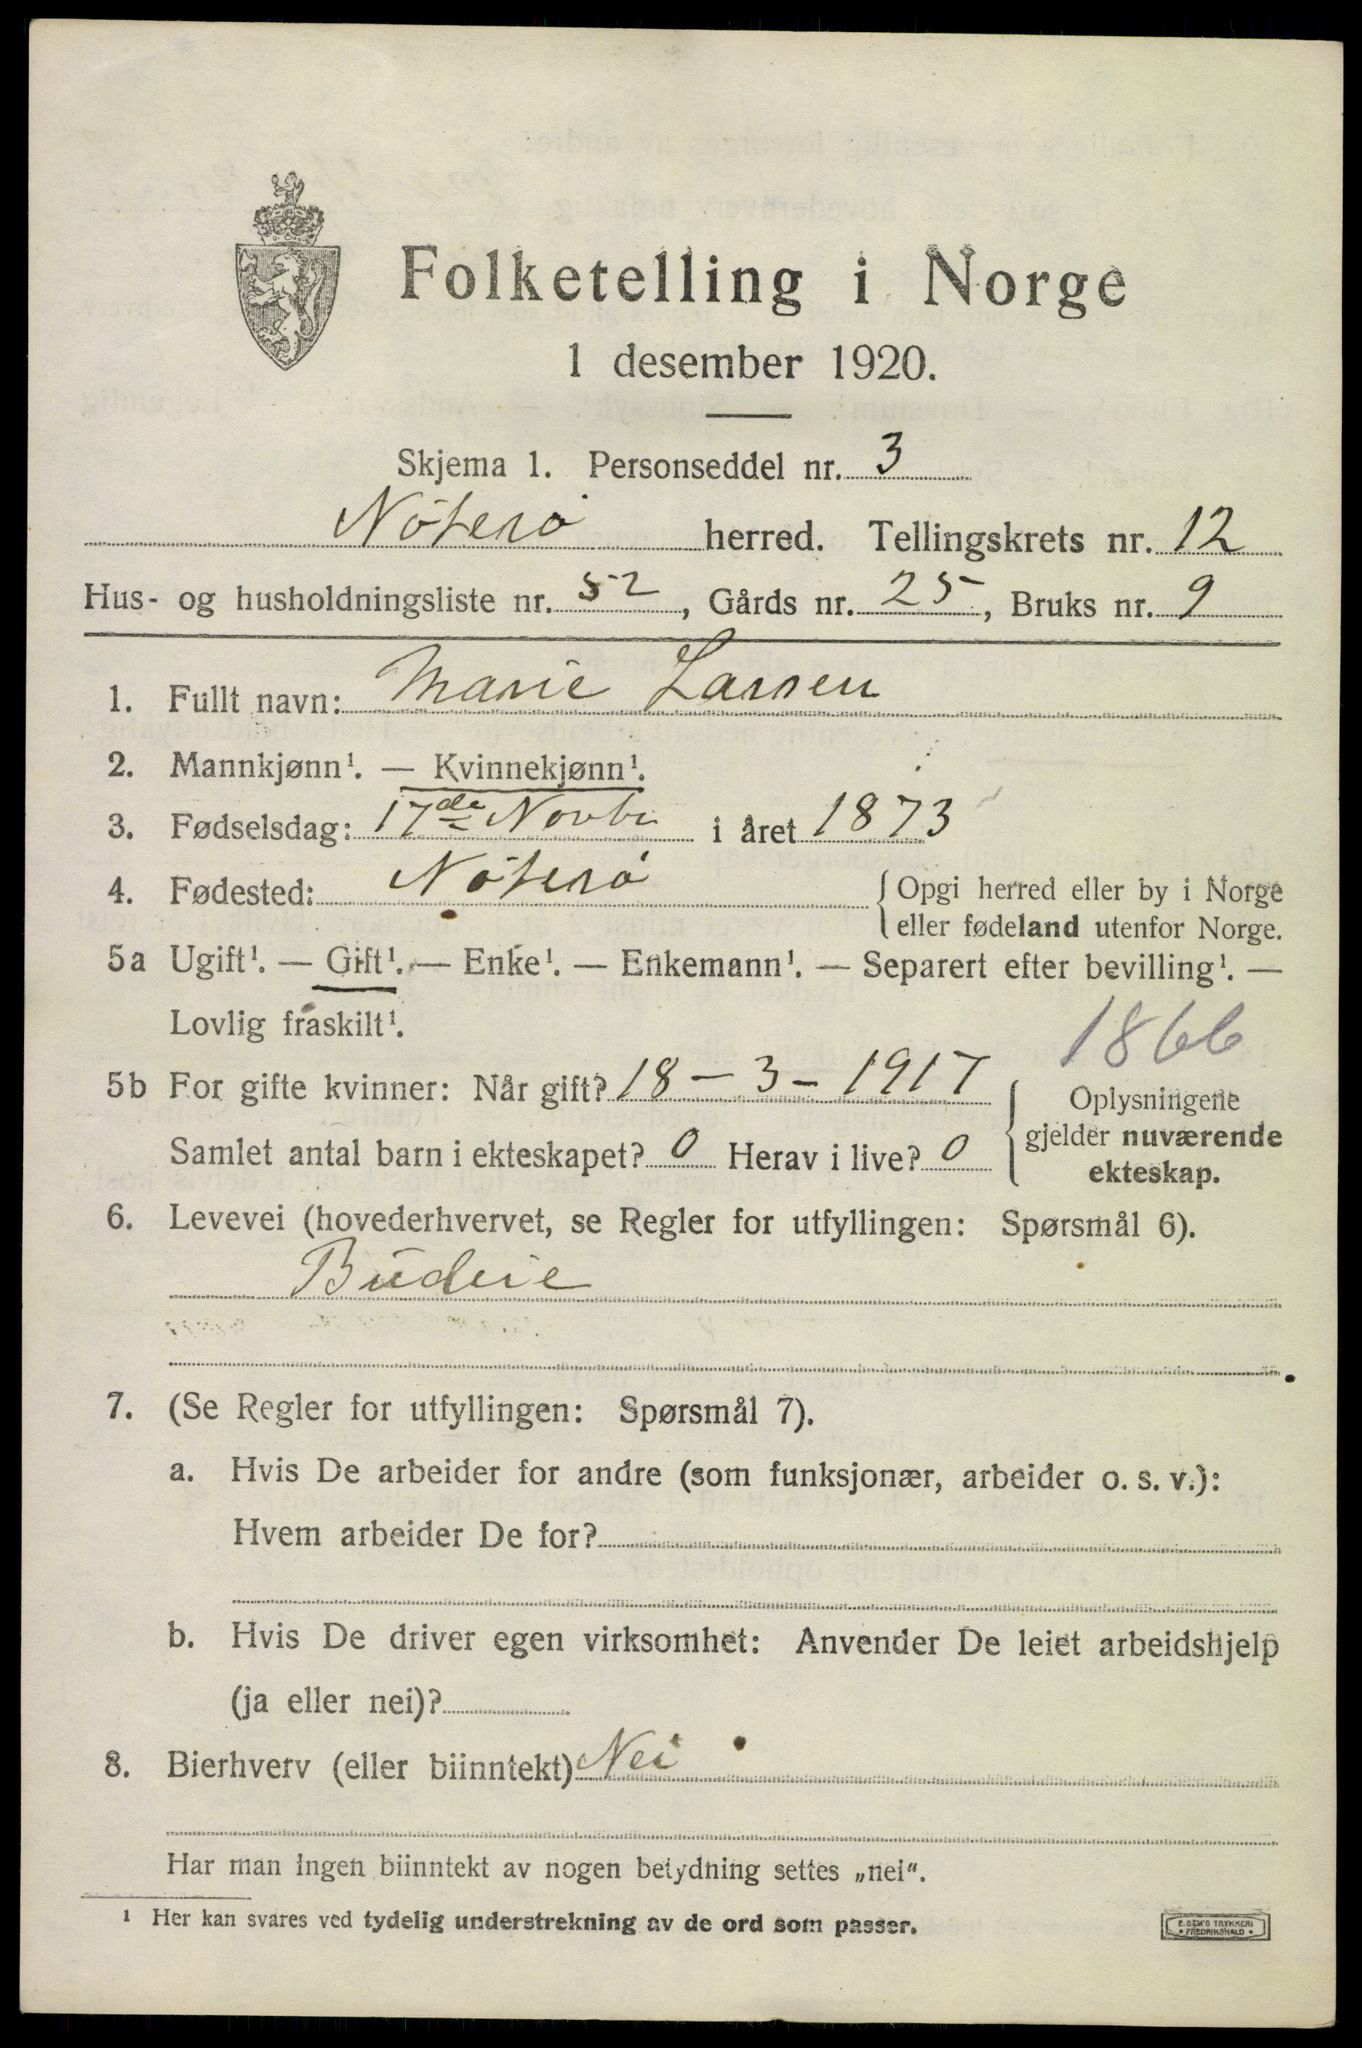 Folketelling i Norge
1 desember 1920.
Skjema 1. Personseddel nr. 3
Nöterö herred. Tellingskrets nr. 12
Hus- og husholdningsliste nr. 52, Gårds nr. 25, Bruks nr. 9
1. Fullt navn: Marie Larsen
2. Mannkjønn¹. — Kvinnekjønn¹.
3. Fødselsdag: 17de Novbr i året 1873
4. Fødested: Nöterö { Opgi herred eller by i Norge
eller fødeland utenfor Norge.
5a Ugift¹. — Gift¹. — Enke¹. — Enkemann¹. — Separert efter bevilling¹. —
Lovlig fraskilt¹.
1866
5b For gifte kvinner: Når gift? 18-3-1917
Samlet antal barn i ekteskapet? 0 Herav i live? 0
{ Oplysningene
gjelder nuværende
ekteskap.
6. Levevei (hovederhvervet, se Regler for utfyllingen: Spørsmål 6).
Budeie
7. (Se Regler for utfyllingen: Spørsmål 7).
a. Hvis De arbeider for andre (som funksjonær, arbeider o. s. v.):
Hvem arbeider De for?
b. Hvis De driver egen virksomhet: Anvender De leiet arbeidshjelp
(ja eller nei)?
8. Bierhverv (eller biinntekt) Nei
Har man ingen biinntekt av nogen betydning settes „nei“.
¹ Her kan svares ved tydelig understrekning av de ord som passer.
E. SEM'S TRYKKERI
FREDRIKSHALD